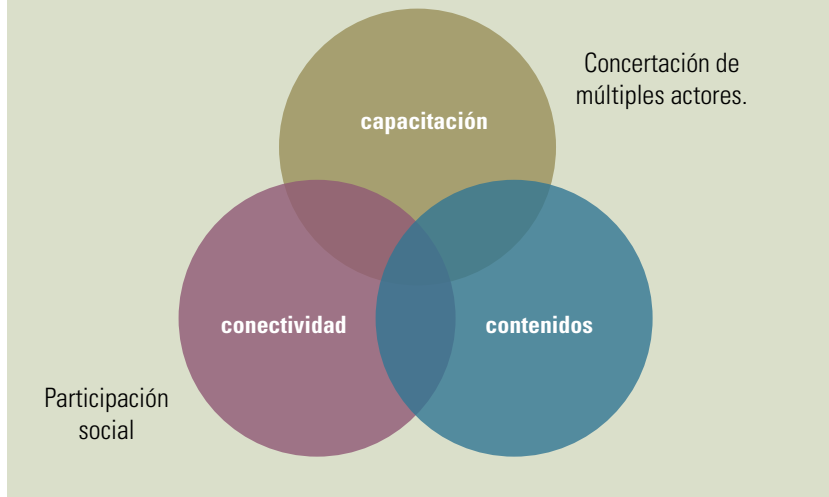 Concertación de
múltiples actores.
capacitación
conectividad
contenidos
Participación
social